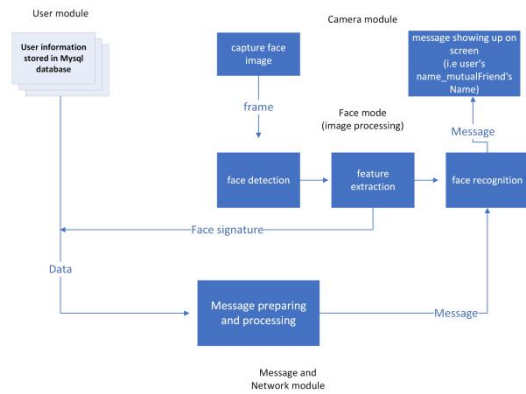 User module
User information
stored in Mysql
database
Camera module
capture face
image
message showing up on
screen
(i.e user's
name_mutualFriend's
Name)
frame
Face mode
(image processing)
Message
face detection
feature
extraction
face recognition
Face signature
Data
Message preparing
and processing
Message
Message and
Network module